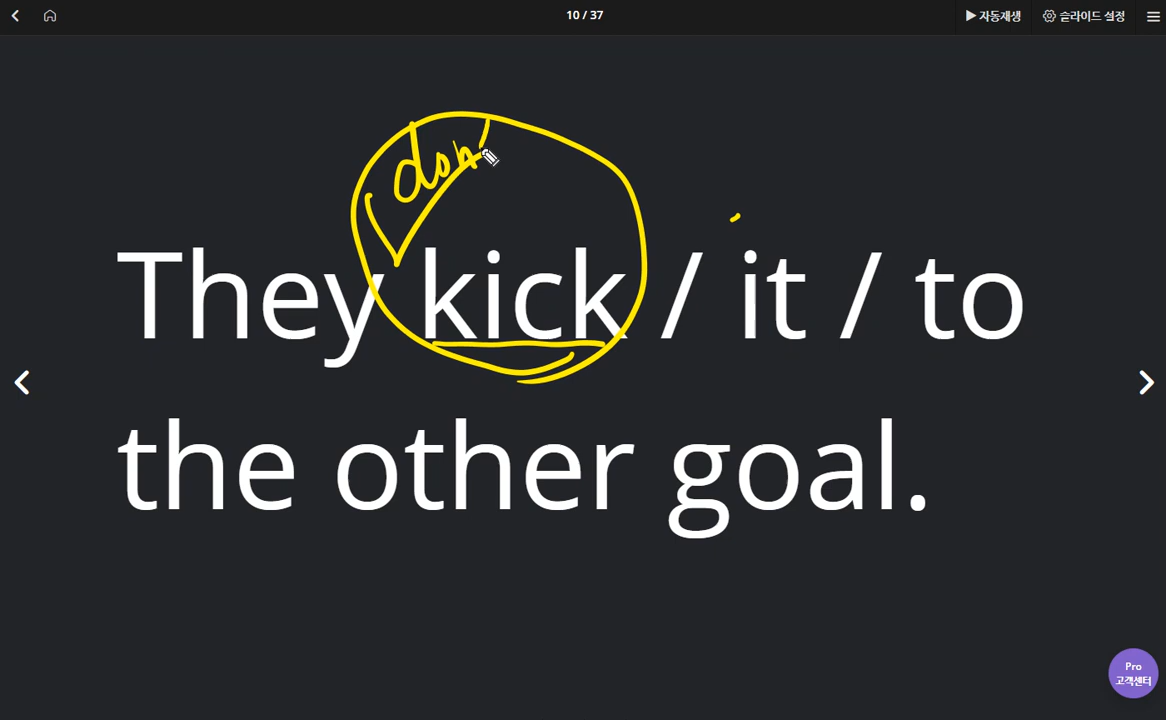 10 / 37
▶ 자동재생
슬라이드 설정
don'
They kick / it / to
the other goal.
Pro
고객센터